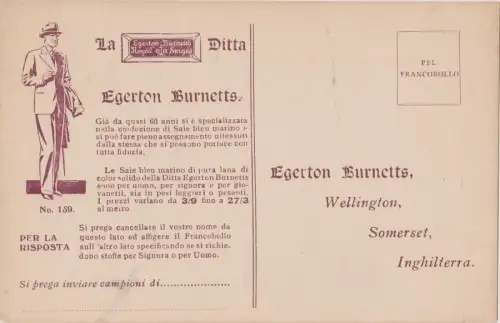 La
Egerton Burnett's
Royal Serges
Ditta
Egerton Burnetts.
Già da quasi 60 anni si è specializzata
nella confezione di Saie bleu marino e
si può fare pieno assegnamento uitessuti
dalla stessa che si possono portare con
tutta fiducia.
Le Saie bleu marino di pura lana di
color solido della Ditta Egerton Burnetts
sono per uomo, per signora e per gio-
vanetti, sia in pesi leggieri o pesanti.
I prezzi variano da 3/9 fino a 27/3
al metro
No. 159.
PER LA
RISPOSTA
Si prega cancellare il vostro nome da
questo lato ed affigere il Francobollo
sull 'altro lato specificando se si richie.
dono stoffe per Signora o per Uomo.
Si prega inviare campioni di.....................
PEL
FRANCOBOLLO
Egerton Burnetts,
Wellington,
Somerset,
Inghilterra.